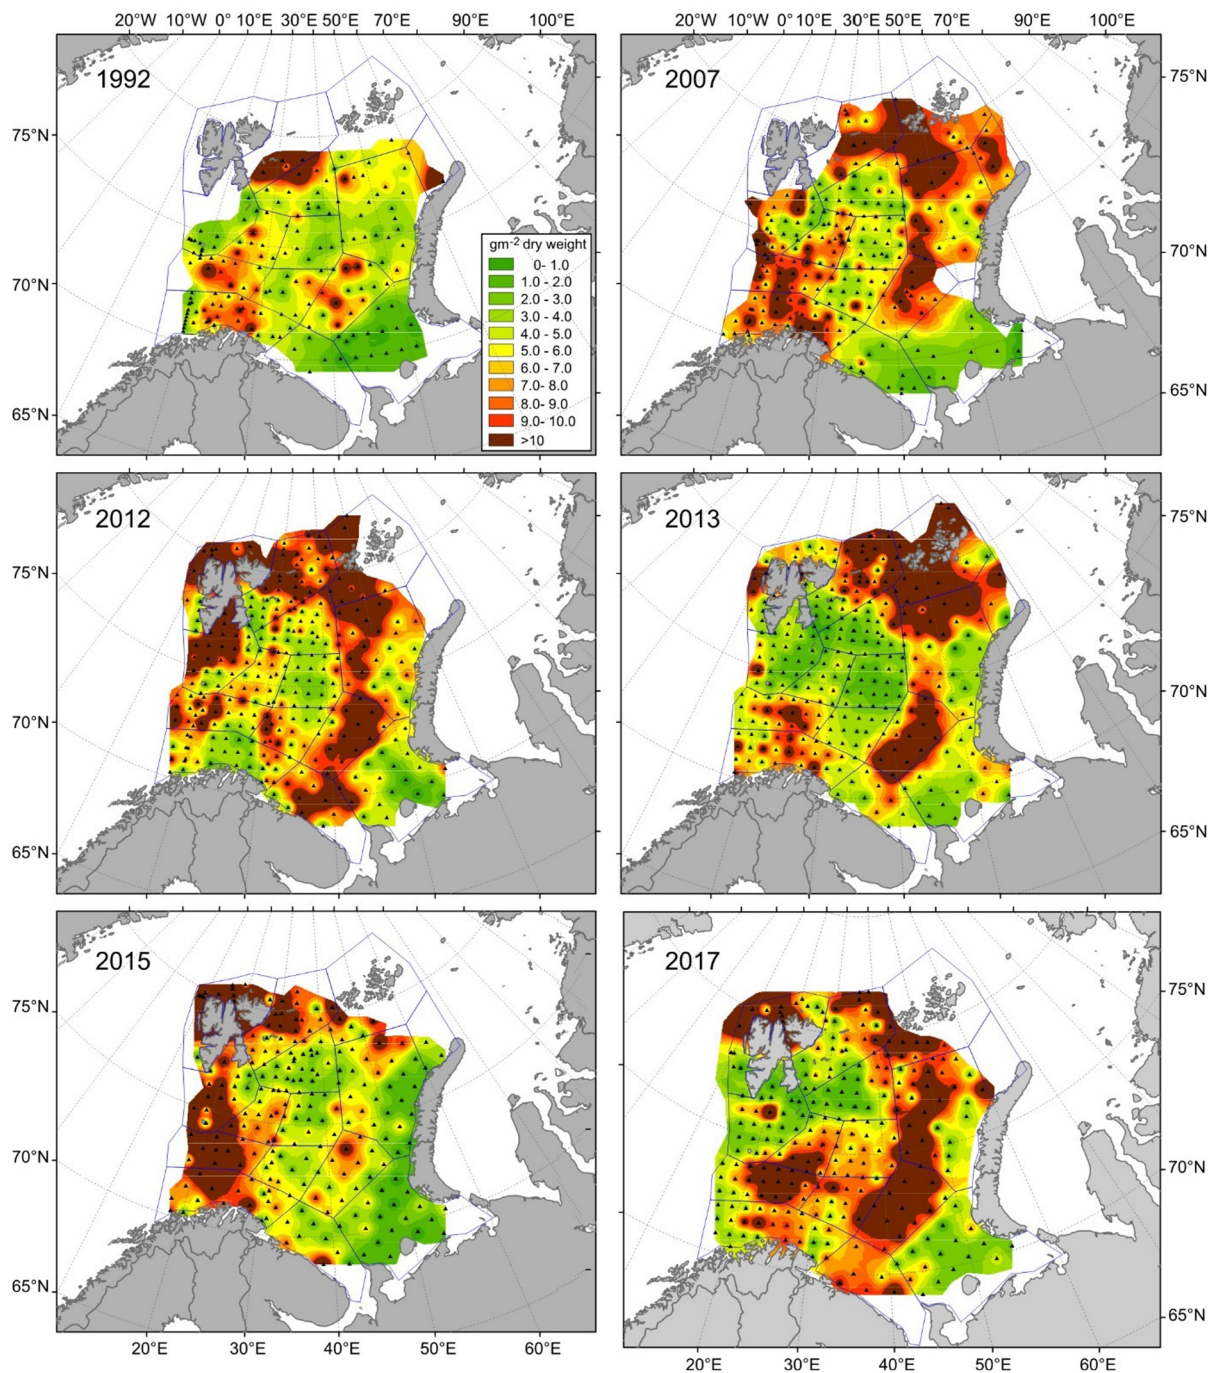 20°W 10°W 0° 10°E 30°E 50°E 70°E 90°E 100°E
20°W 10°W 0° 10°E 30°E 50°E 70°E 90°E 100°E
1992
2007
75°N
75°N
70°N
70°N
65°N
65°N
gm-2 dry weight
0- 1.0
1.0 - 2.0
2.0 - 3.0
3.0 - 4.0
4.0 - 5.0
5.0 - 6.0
6.0 - 7.0
7.0- 8.0
8.0- 9.0
9.0- 10.0
>10
2012
2013
75°N
75°N
70°N
70°N
65°N
65°N
2015
2017
75°N
75°N
70°N
70°N
65°N
65°N
20°E 30°E 40°E 50°E 60°E
20°E 30°E 40°E 50°E 60°E